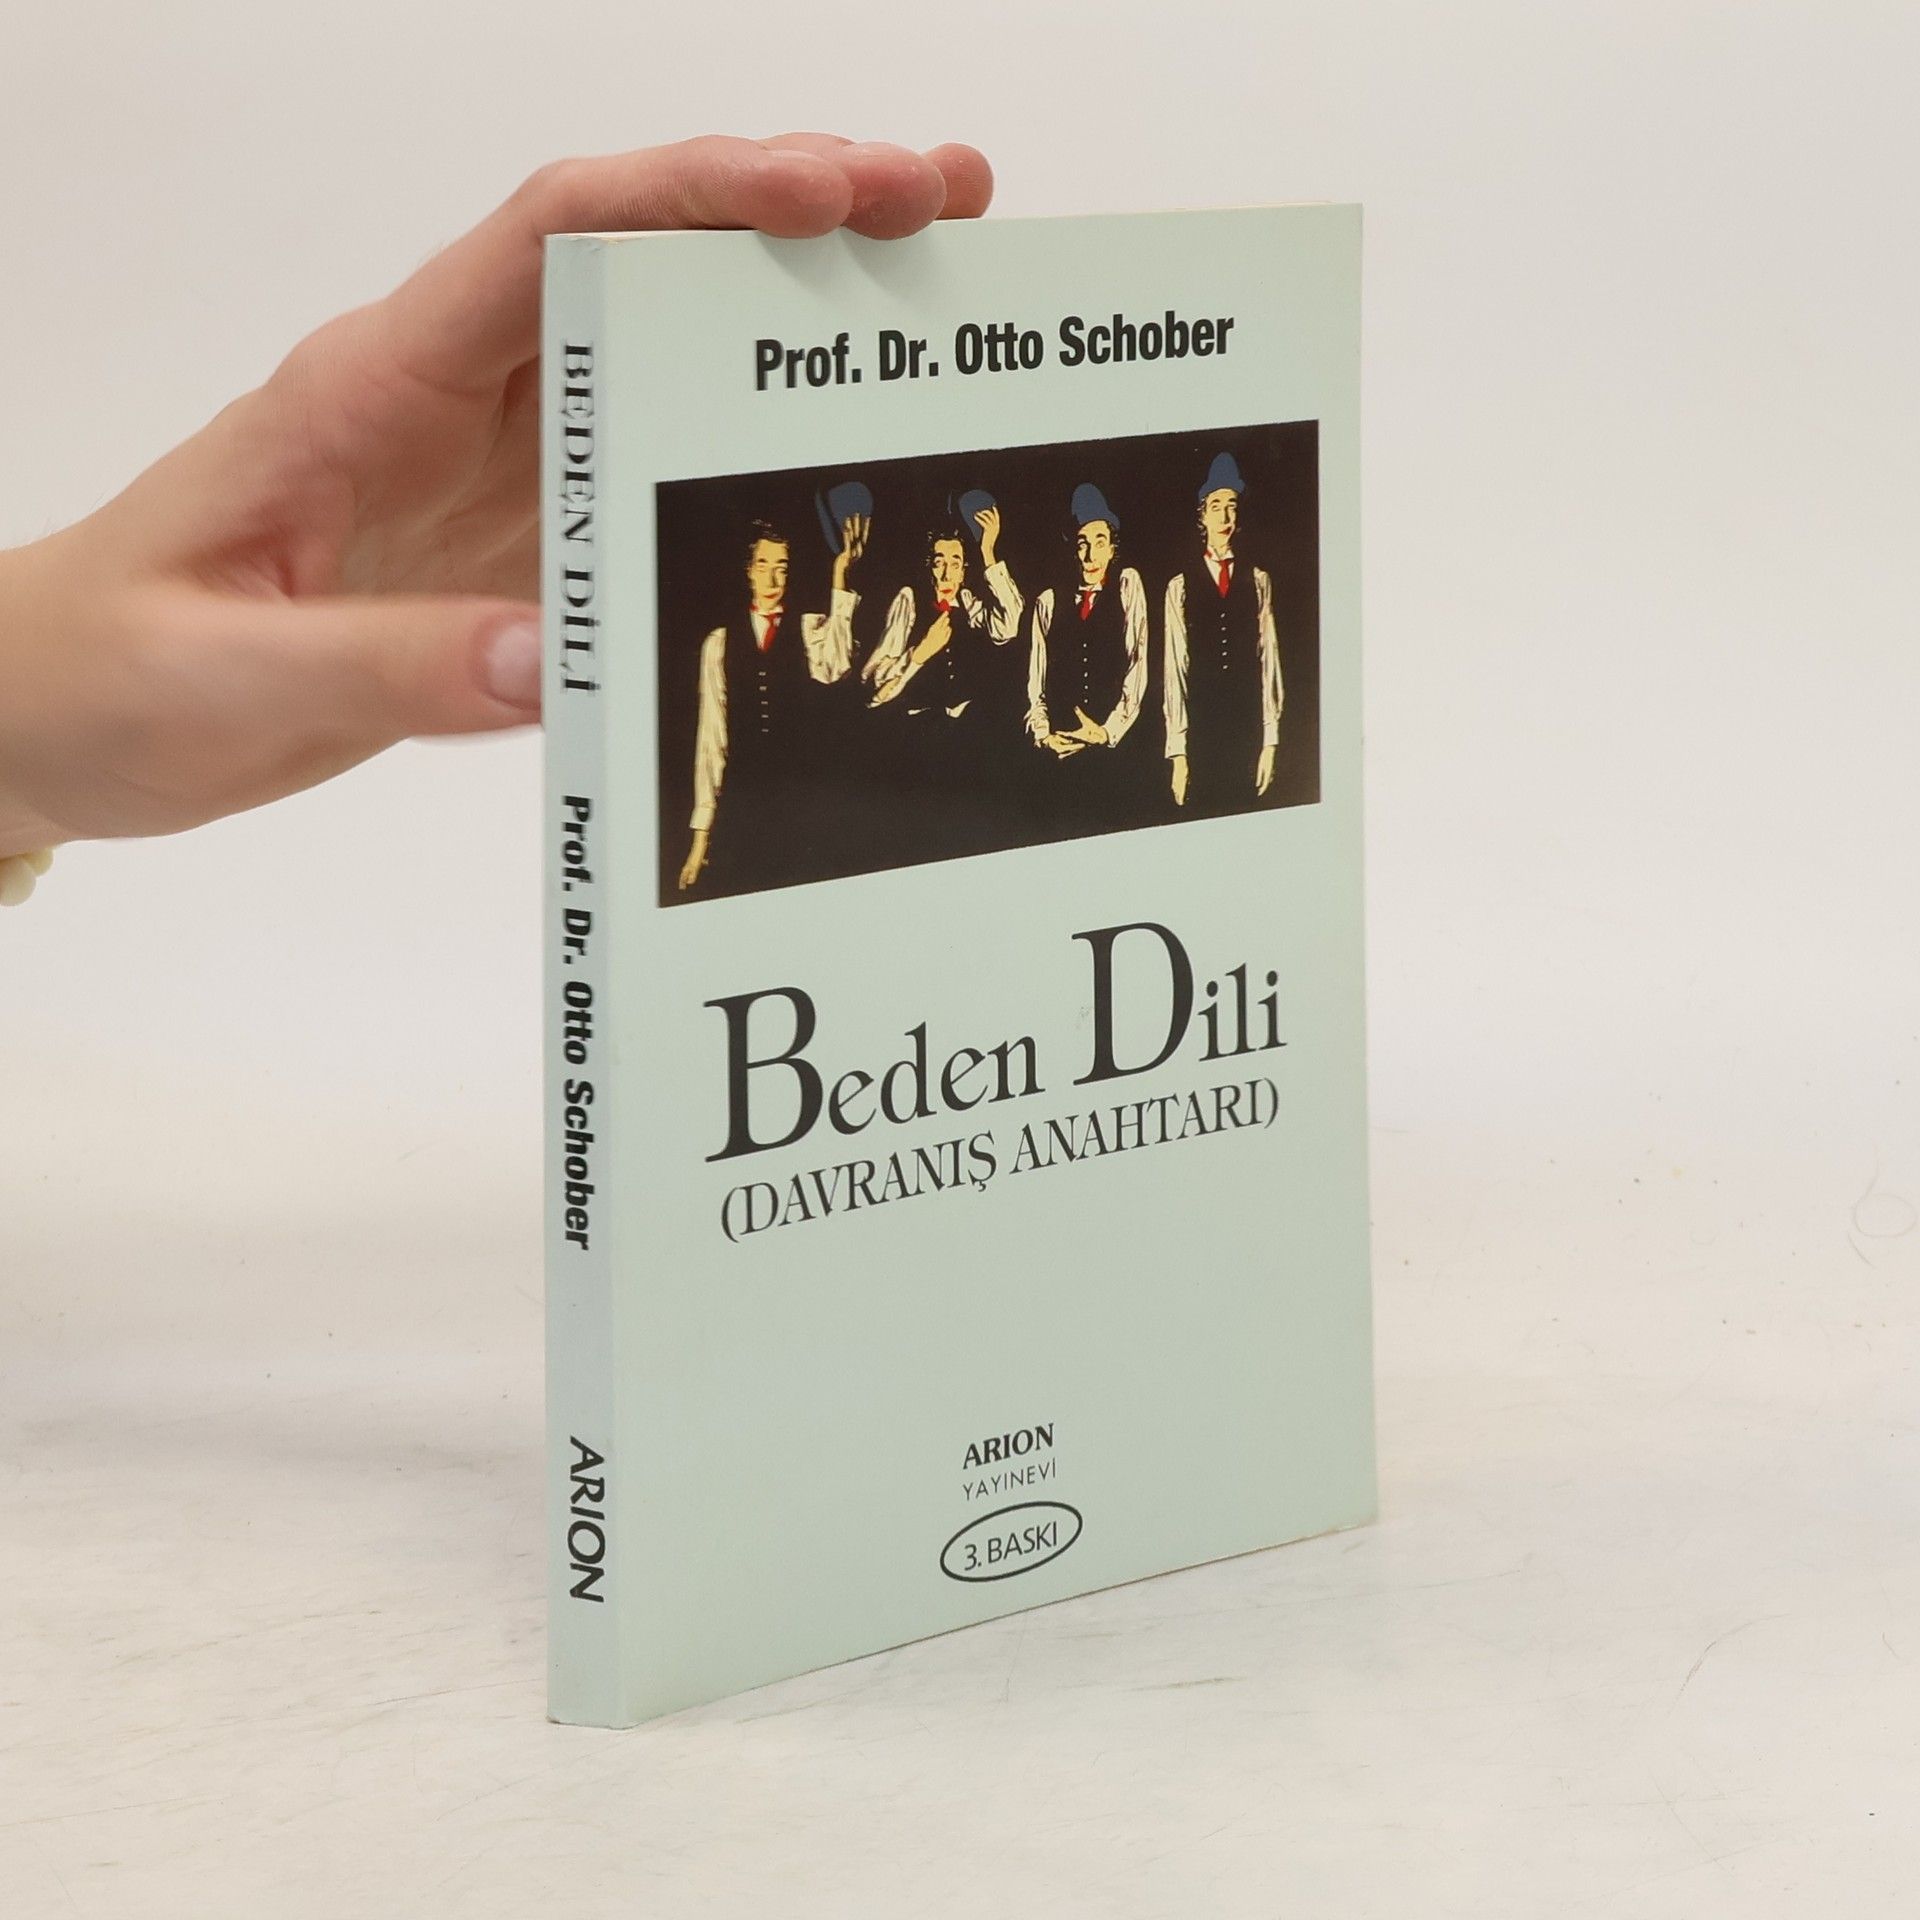 BEDEN DİLİ Prof. Dr. Otto Schober ARION
Prof. Dr. Otto Schober
Beden Dili
(DAVRANIŞ ANAHTARI)
ARION
YAYINEVİ
3. BASKI